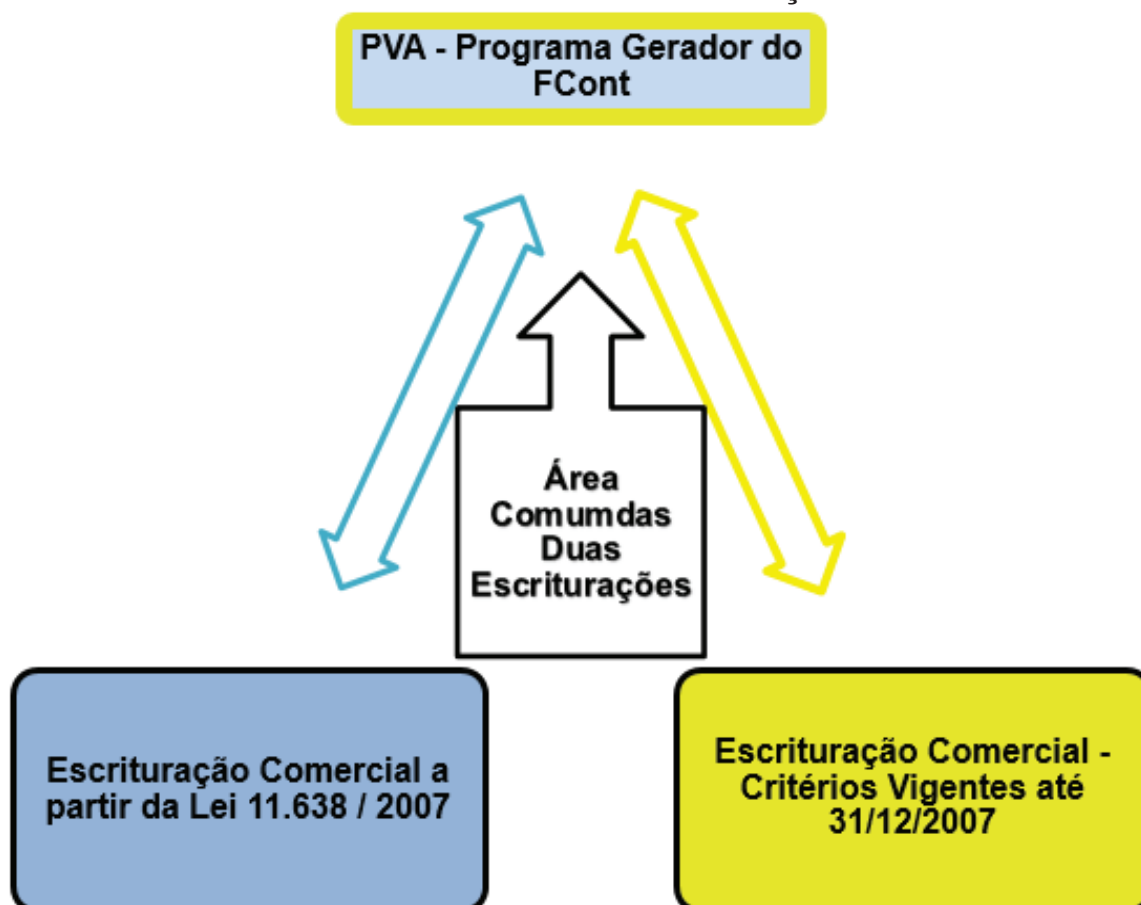 PVA - Programa Gerador do
FCont
Área
Comumdas
Duas
Escriturações
Escrituração Comercial a
partir da Lei 11.638 / 2007
Escrituração Comercial -
Critérios Vigentes até
31/12/2007